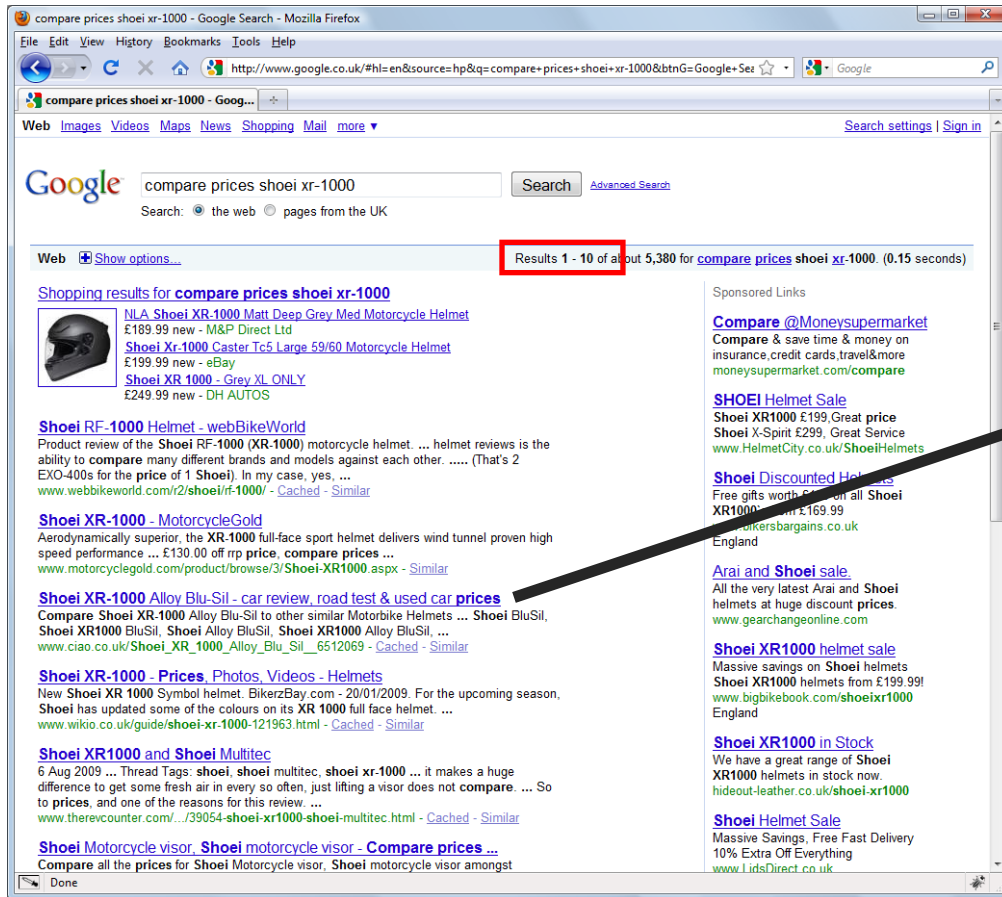 compare prices shoei xr-1000 - Google Search - Mozilla Firefox
File Edit View History Bookmarks Tools Help
http://www.google.co.uk/#hl=en&source=hp&q=compare+prices+shoei+xr-1000&btnG=Google+Sea
Google
compare prices shoei xr-1000 - Goog...
Web Images Videos Maps News Shopping Mail more ▼
Search settings | Sign in
Google
compare prices shoei xr-1000
Search
Advanced Search
Search: the web pages from the UK
Web Show options...
Results 1 - 10 of about 5,380 for compare prices shoei xr-1000. (0.15 seconds)
Shopping results for compare prices shoei xr-1000
NLA Shoei XR-1000 Matt Deep Grey Med Motorcycle Helmet
£189.99 new - M&P Direct Ltd
Shoei Xr-1000 Caster Tc5 Large 59/60 Motorcycle Helmet
£199.99 new - eBay
Shoei XR 1000 - Grey XL ONLY
£249.99 new - DH AUTOS
Shoei RF-1000 Helmet - webBikeWorld
Product review of the Shoei RF-1000 (XR-1000) motorcycle helmet. ... helmet reviews is the
ability to compare many different brands and models against each other. ..... (That's 2
EXO-400s for the price of 1 Shoei). In my case, yes, ...
www.webbikeworld.com/r2/shoei/rf-1000/ - Cached - Similar
Shoei XR-1000 - MotorcycleGold
Aerodynamically superior, the XR-1000 full-face sport helmet delivers wind tunnel proven high
speed performance ... £130.00 off rrp price, compare prices ...
www.motorcyclegold.com/product/browse/3/Shoei-XR1000.aspx - Similar
Shoei XR-1000 Alloy Blu-Sil - car review, road test & used car prices
Compare Shoei XR-1000 Alloy Blu-Sil to other similar Motorbike Helmets ... Shoei BluSil,
Shoei XR1000 BluSil, Shoei Alloy BluSil, Shoei XR1000 Alloy BluSil, ...
www.ciao.co.uk/Shoei_XR_1000_Alloy_Blu_Sil__6512069 - Cached - Similar
Shoei XR-1000 - Prices, Photos, Videos - Helmets
New Shoei XR 1000 Symbol helmet. BikerzBay.com - 20/01/2009. For the upcoming season,
Shoei has updated some of the colours on its XR 1000 full face helmet. ...
www.wikio.co.uk/guide/shoei-xr-1000-121963.html - Cached - Similar
Shoei XR1000 and Shoei Multitec
6 Aug 2009 ... Thread Tags: shoei, shoei multitec, shoei xr-1000 ... it makes a huge
difference to get some fresh air in every so often, just lifting a visor does not compare. ... So
to prices, and one of the reasons for this review. ...
www.therevcounter.com/.../39054-shoei-xr1000-shoei-multitec.html - Cached - Similar
Shoei Motorcycle visor, Shoei motorcycle visor - Compare prices ...
Compare all the prices for Shoei Motorcycle visor, Shoei motorcycle visor amongst
Sponsored Links
Compare @Moneysupermarket
Compare & save time & money on
insurance,credit cards,travel&more
moneysupermarket.com/compare
SHOEI Helmet Sale
Shoei XR1000 £199,Great price
Shoei X-Spirit £299, Great Service
www.HelmetCity.co.uk/ShoeiHelmets
Shoei Discounted Helmets
Free gifts worth on all Shoei
XR1000 £169.99
www.bikersbargains.co.uk
England
Arai and Shoei sale.
All the very latest Arai and Shoei
helmets at huge discount prices.
www.gearchangeonline.com
Shoei XR1000 helmet sale
Massive savings on Shoei helmets
Shoei XR1000 helmets from £199.99!
www.bigbikebook.com/shoeixr1000
England
Shoei XR1000 in Stock
We have a great range of Shoei
XR1000 helmets in stock now.
hideout-leather.co.uk/shoei-xr1000
Shoei Helmet Sale
Massive Savings, Free Fast Delivery
10% Extra Off Everything
www.LidsDirect.co.uk
Done